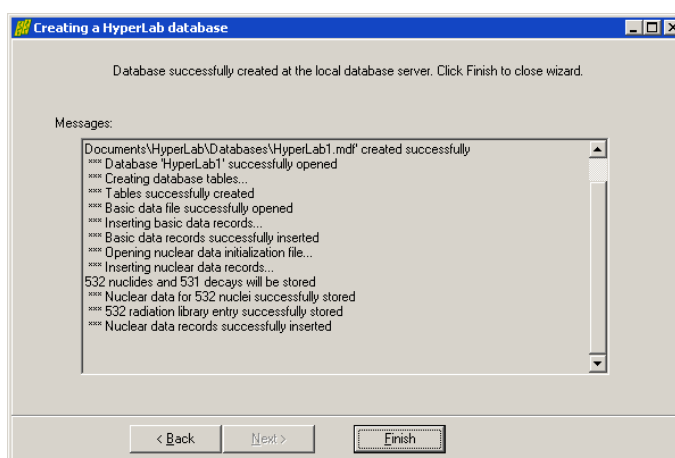 Creating a HyperLab database
Database successfully created at the local database server. Click Finish to close wizard.
Messages:
Documents\HyperLab\Databases\HyperLab1.mdf' created successfully
*** Database 'HyperLab1' successfully opened
*** Creating database tables...
*** Tables successfully created
*** Basic data file successfully opened
*** Inserting basic data records...
*** Basic data records successfully inserted
*** Opening nuclear data initialization file...
*** Inserting nuclear data records...
532 nuclides and 531 decays will be stored
*** Nuclear data for 532 nuclei successfully stored
*** 532 radiation library entry successfully stored
*** Nuclear data records successfully inserted
< Back Next > Finish